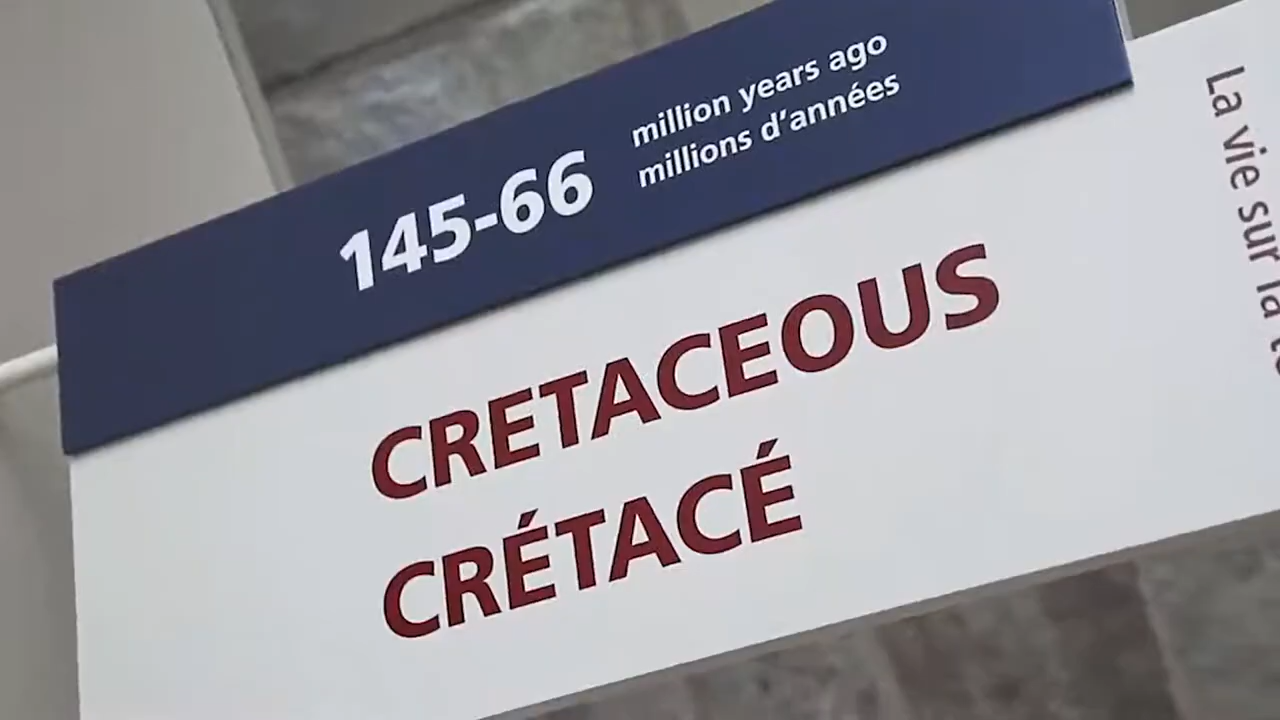 145-66
million years ago
millions d'années
CRETACEOUS
CRÉTACÉ
La vie sur la